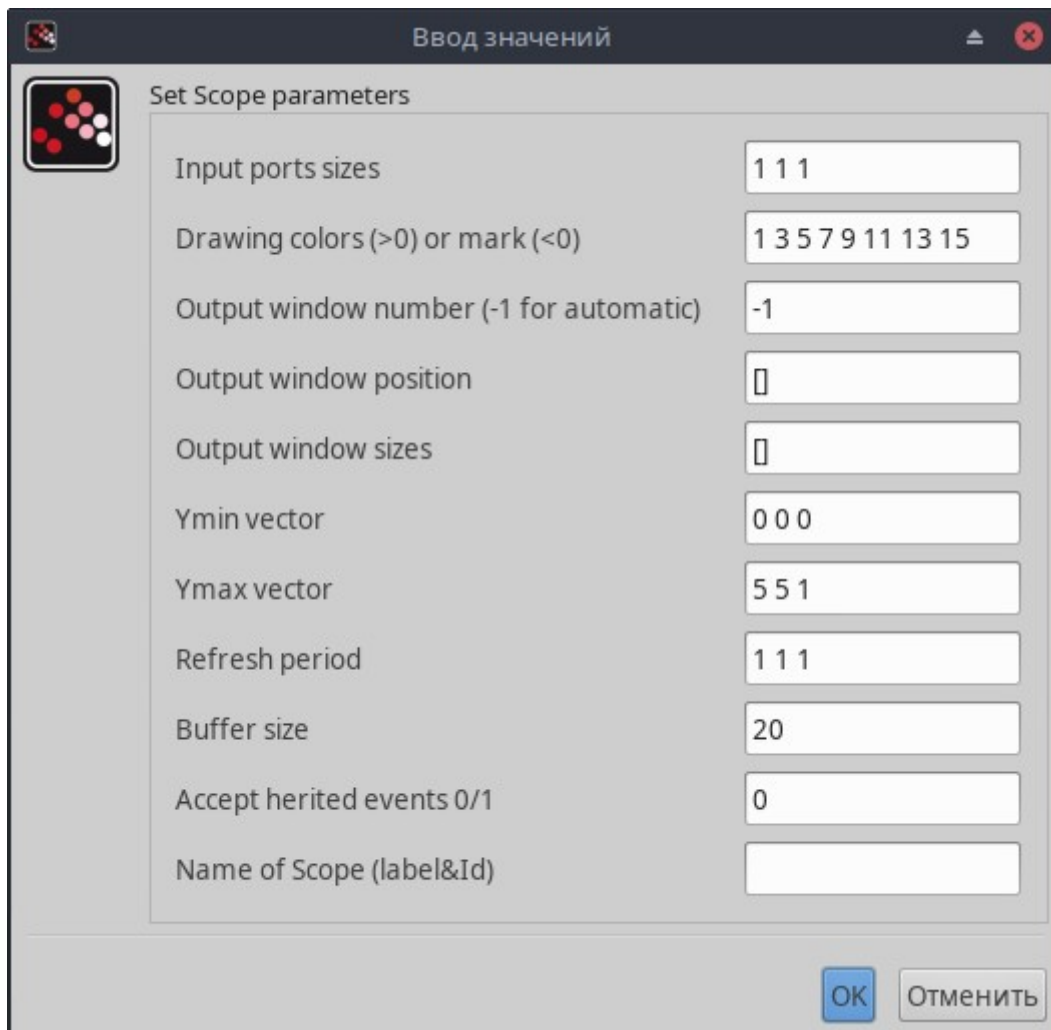 Ввод значений
Set Scope parameters
Input ports sizes 1 1 1
Drawing colors (>0) or mark (<0) 1 3 5 7 9 11 13 15
Output window number (-1 for automatic) -1
Output window position []
Output window sizes []
Ymin vector 0 0 0
Ymax vector 5 5 1
Refresh period 1 1 1
Buffer size 20
Accept herited events 0/1 0
Name of Scope (label&Id)
OK Отменить